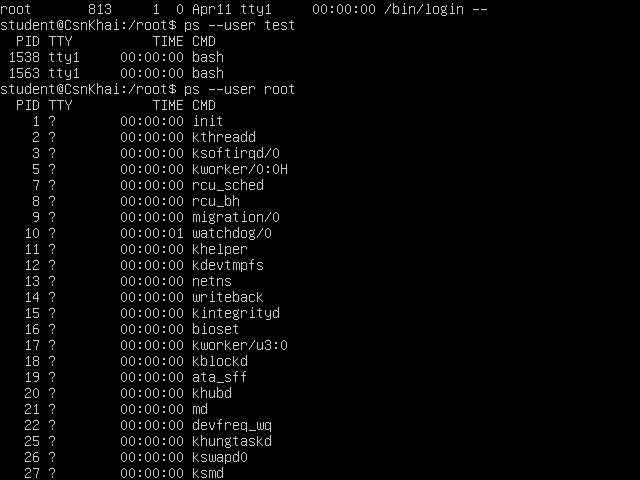 root       813     1  0 Apr11 tty1     00:00:00 /bin/login --
student@CsnKhai:/root$ ps --user test
  PID TTY          TIME CMD
 1538 tty1     00:00:00 bash
 1563 tty1     00:00:00 bash
student@CsnKhai:/root$ ps --user root
  PID TTY          TIME CMD
    1 ?        00:00:00 init
    2 ?        00:00:00 kthreadd
    3 ?        00:00:00 ksoftirqd/0
    5 ?        00:00:00 kworker/0:0H
    7 ?        00:00:00 rcu_sched
    8 ?        00:00:00 rcu_bh
    9 ?        00:00:00 migration/0
   10 ?        00:00:01 watchdog/0
   11 ?        00:00:00 khelper
   12 ?        00:00:00 kdevtmpfs
   13 ?        00:00:00 netns
   14 ?        00:00:00 writeback
   15 ?        00:00:00 kintegrityd
   16 ?        00:00:00 bioset
   17 ?        00:00:00 kworker/u3:0
   18 ?        00:00:00 kblockd
   19 ?        00:00:00 ata_sff
   20 ?        00:00:00 khubd
   21 ?        00:00:00 md
   22 ?        00:00:00 devfreq_wq
   25 ?        00:00:00 khungtaskd
   26 ?        00:00:00 kswapd0
   27 ?        00:00:00 ksmd